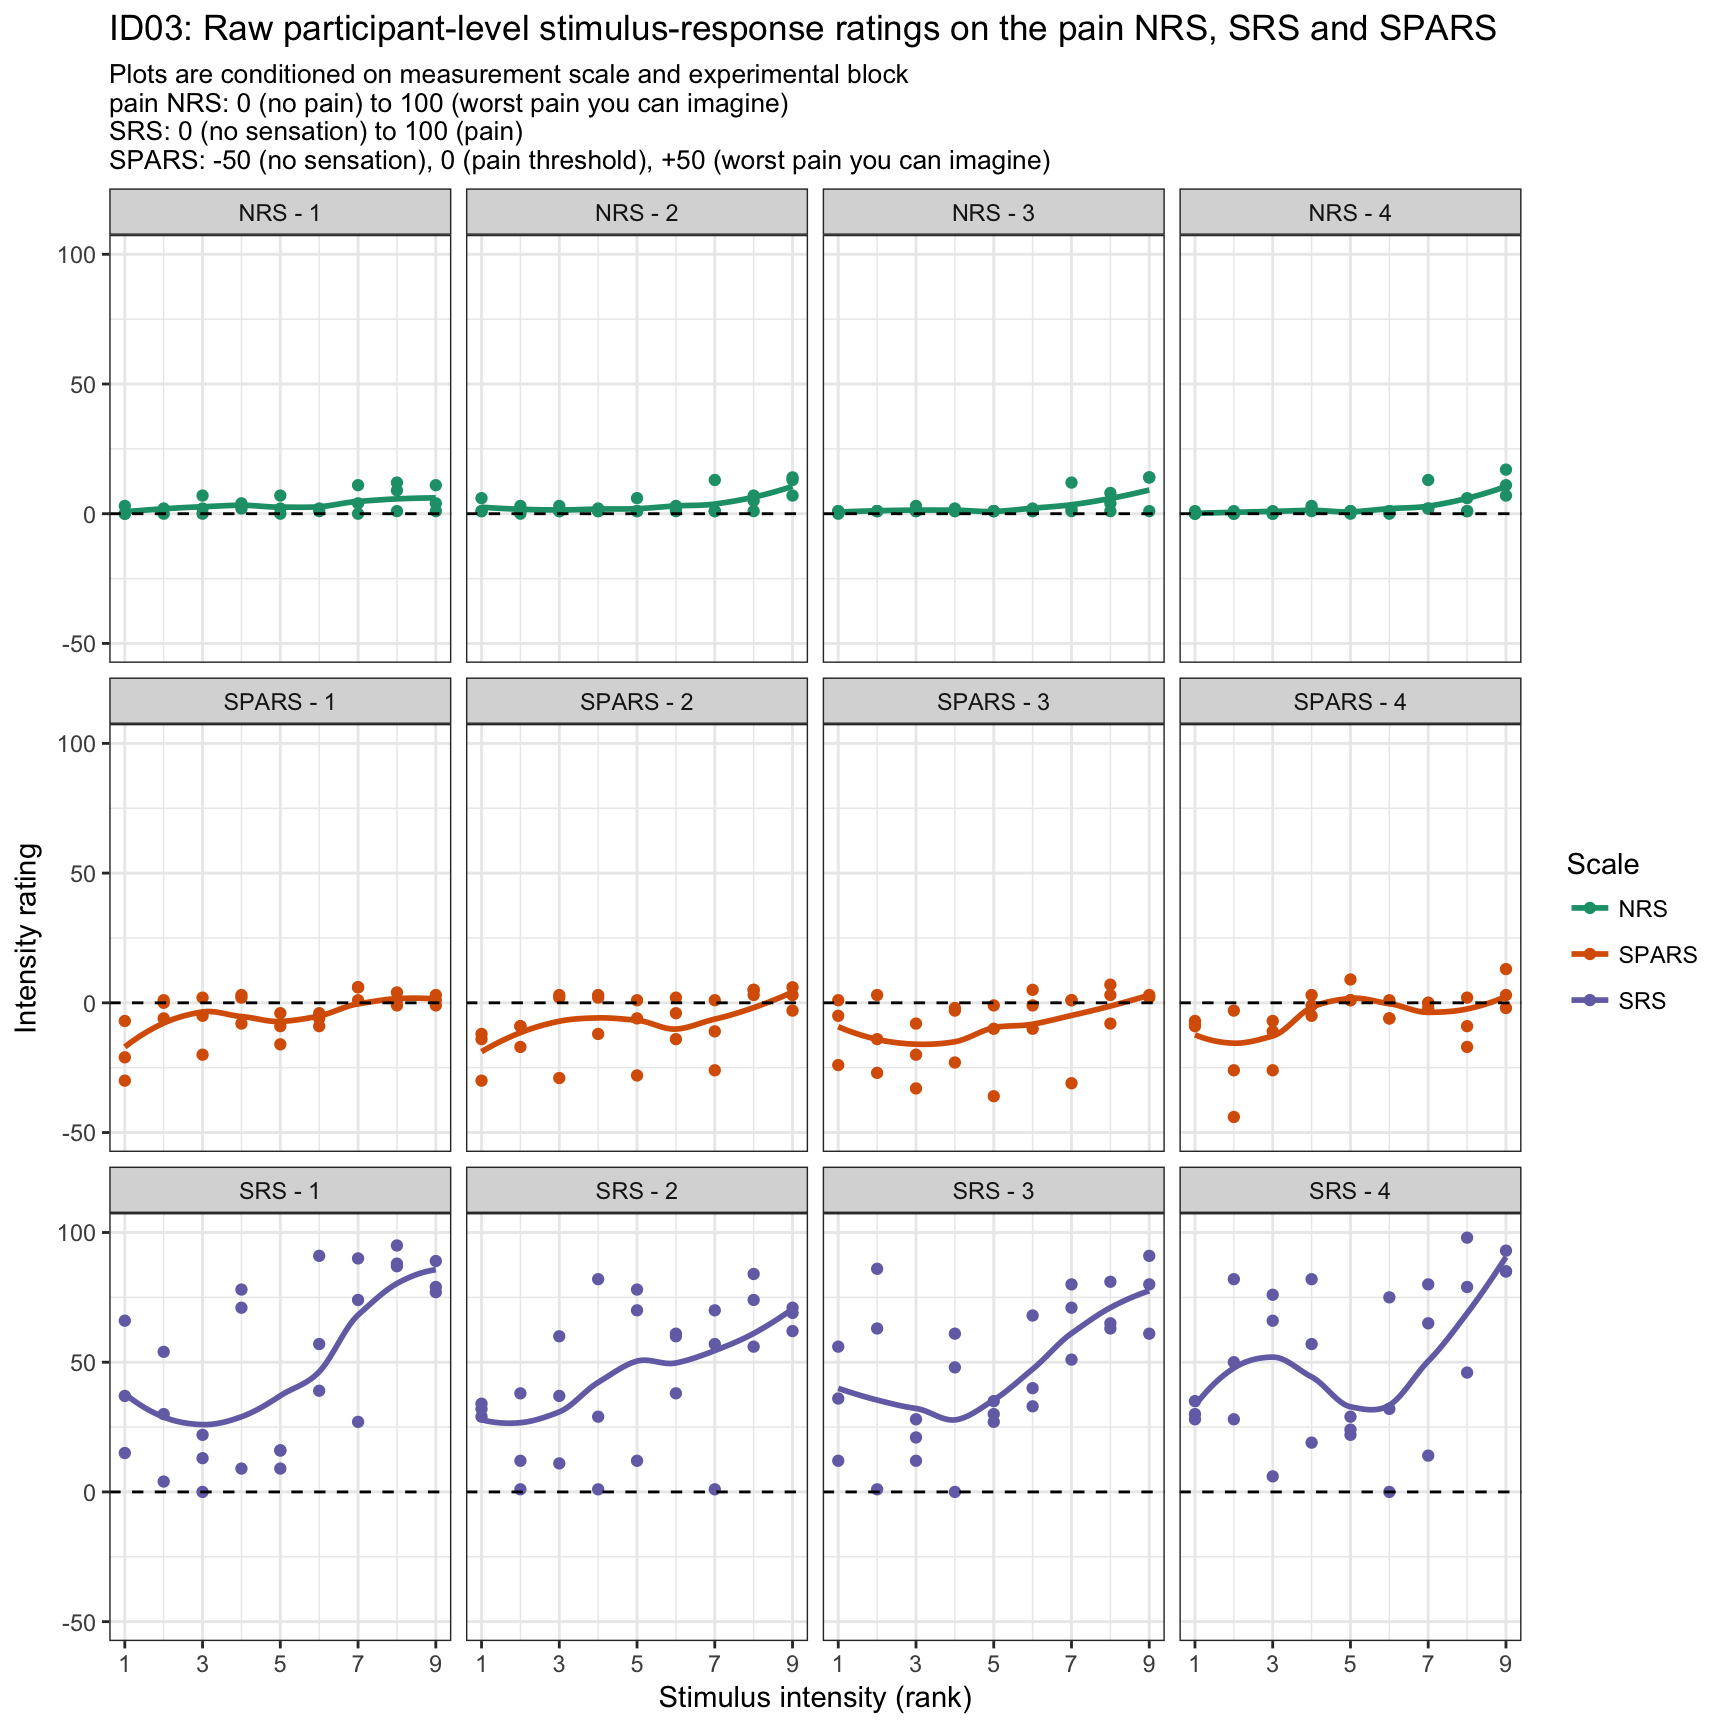 ID03: Raw participant-level stimulus-response ratings on the pain NRS, SRS and SPARS
Plots are conditioned on measurement scale and experimental block
pain NRS: 0 (no pain) to 100 (worst pain you can imagine)
SRS: 0 (no sensation) to 100 (pain)
SPARS: -50 (no sensation), 0 (pain threshold), +50 (worst pain you can imagine)
NRS - 1 NRS - 2 NRS - 3 NRS - 4
100
50
0
-50
SPARS - 1 SPARS - 2 SPARS - 3 SPARS - 4
100
50
0
-50
SRS - 1 SRS - 2 SRS - 3 SRS - 4
100
50
0
-50
1 3 5 7 9 1 3 5 7 9 1 3 5 7 9 1 3 5 7 9
Stimulus intensity (rank)
Intensity rating
Scale
NRS
SPARS
SRS